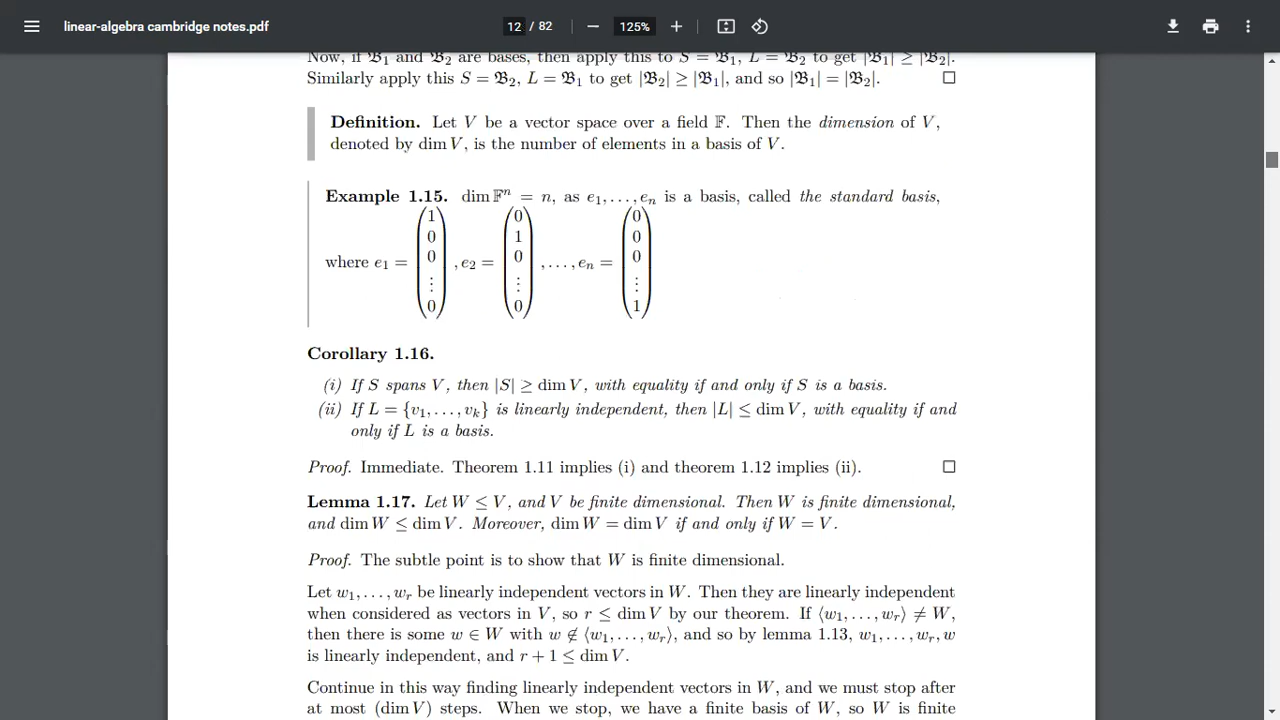 linear-algebra cambridge notes.pdf
12 / 82
125%
Now, if 𝔅₁ and 𝔅₂ are bases, then apply this to S = 𝔅₁, L = 𝔅₂ to get |𝔅₁| ≥ |𝔅₂|.
Similarly apply this S = 𝔅₂, L = 𝔅₁ to get |𝔅₂| ≥ |𝔅₁|, and so |𝔅₁| = |𝔅₂|. □
Definition. Let V be a vector space over a field 𝔽. Then the dimension of V,
denoted by dim V, is the number of elements in a basis of V.
Example 1.15. dim 𝔽ⁿ = n, as e₁, . . . , eₙ is a basis, called the standard basis,
where e₁ = (1 0 0 ⋮ 0), e₂ = (0 1 0 ⋮ 0), . . . , eₙ = (0 0 0 ⋮ 1)
Corollary 1.16.
(i) If S spans V, then |S| ≥ dim V, with equality if and only if S is a basis.
(ii) If L = {v₁, . . . , vₖ} is linearly independent, then |L| ≤ dim V, with equality if and
only if L is a basis.
Proof. Immediate. Theorem 1.11 implies (i) and theorem 1.12 implies (ii). □
Lemma 1.17. Let W ≤ V, and V be finite dimensional. Then W is finite dimensional,
and dim W ≤ dim V. Moreover, dim W = dim V if and only if W = V.
Proof. The subtle point is to show that W is finite dimensional.
Let w₁, . . . , wᵣ be linearly independent vectors in W. Then they are linearly independent
when considered as vectors in V, so r ≤ dim V by our theorem. If ⟨w₁, . . . , wᵣ⟩ ≠ W,
then there is some w ∈ W with w ∉ ⟨w₁, . . . , wᵣ⟩, and so by lemma 1.13, w₁, . . . , wᵣ, w
is linearly independent, and r + 1 ≤ dim V.
Continue in this way finding linearly independent vectors in W, and we must stop after
at most (dim V) steps. When we stop, we have a finite basis of W, so W is finite